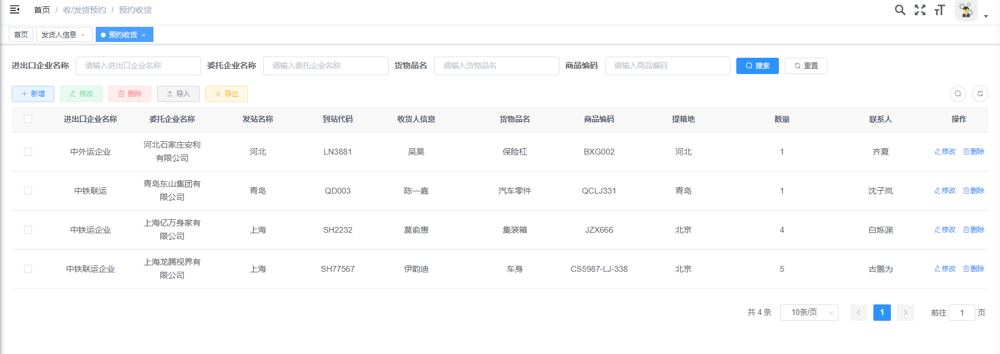 首页 / 收/发货预约 / 预约收货
首页 发货人信息 × 预约收货 ×
进出口企业名称 请输入进出口企业名称 委托企业名称 请输入委托企业名称 货物品名 请输入货物品名 商品编码 请输入商品编码 搜索 重置
新增 修改 删除 导入 导出
进出口企业名称 委托企业名称 发站名称 到站代码 收货人信息 货物品名 商品编码 提箱地 数量 联系人 操作
中外运企业 河北石家庄安利有限公司 河北 LN3881 吴昊 保险杠 BXG002 河北 1 齐夏 修改 删除
中铁联运 青岛东山集团有限公司 青岛 QD003 陈一嘉 汽车零件 QCLJ331 青岛 1 沈子岚 修改 删除
中铁运企业 上海亿万身家有限公司 上海 SH2232 莫俞惠 集装箱 JZX666 北京 4 白烁渊 修改 删除
中铁联运企业 上海龙腾视界有限公司 上海 SH77567 伊韵迪 车身 CS5987-LJ-338 北京 5 古鹏为 修改 删除
共 4 条 10条/页 1 前往 1 页